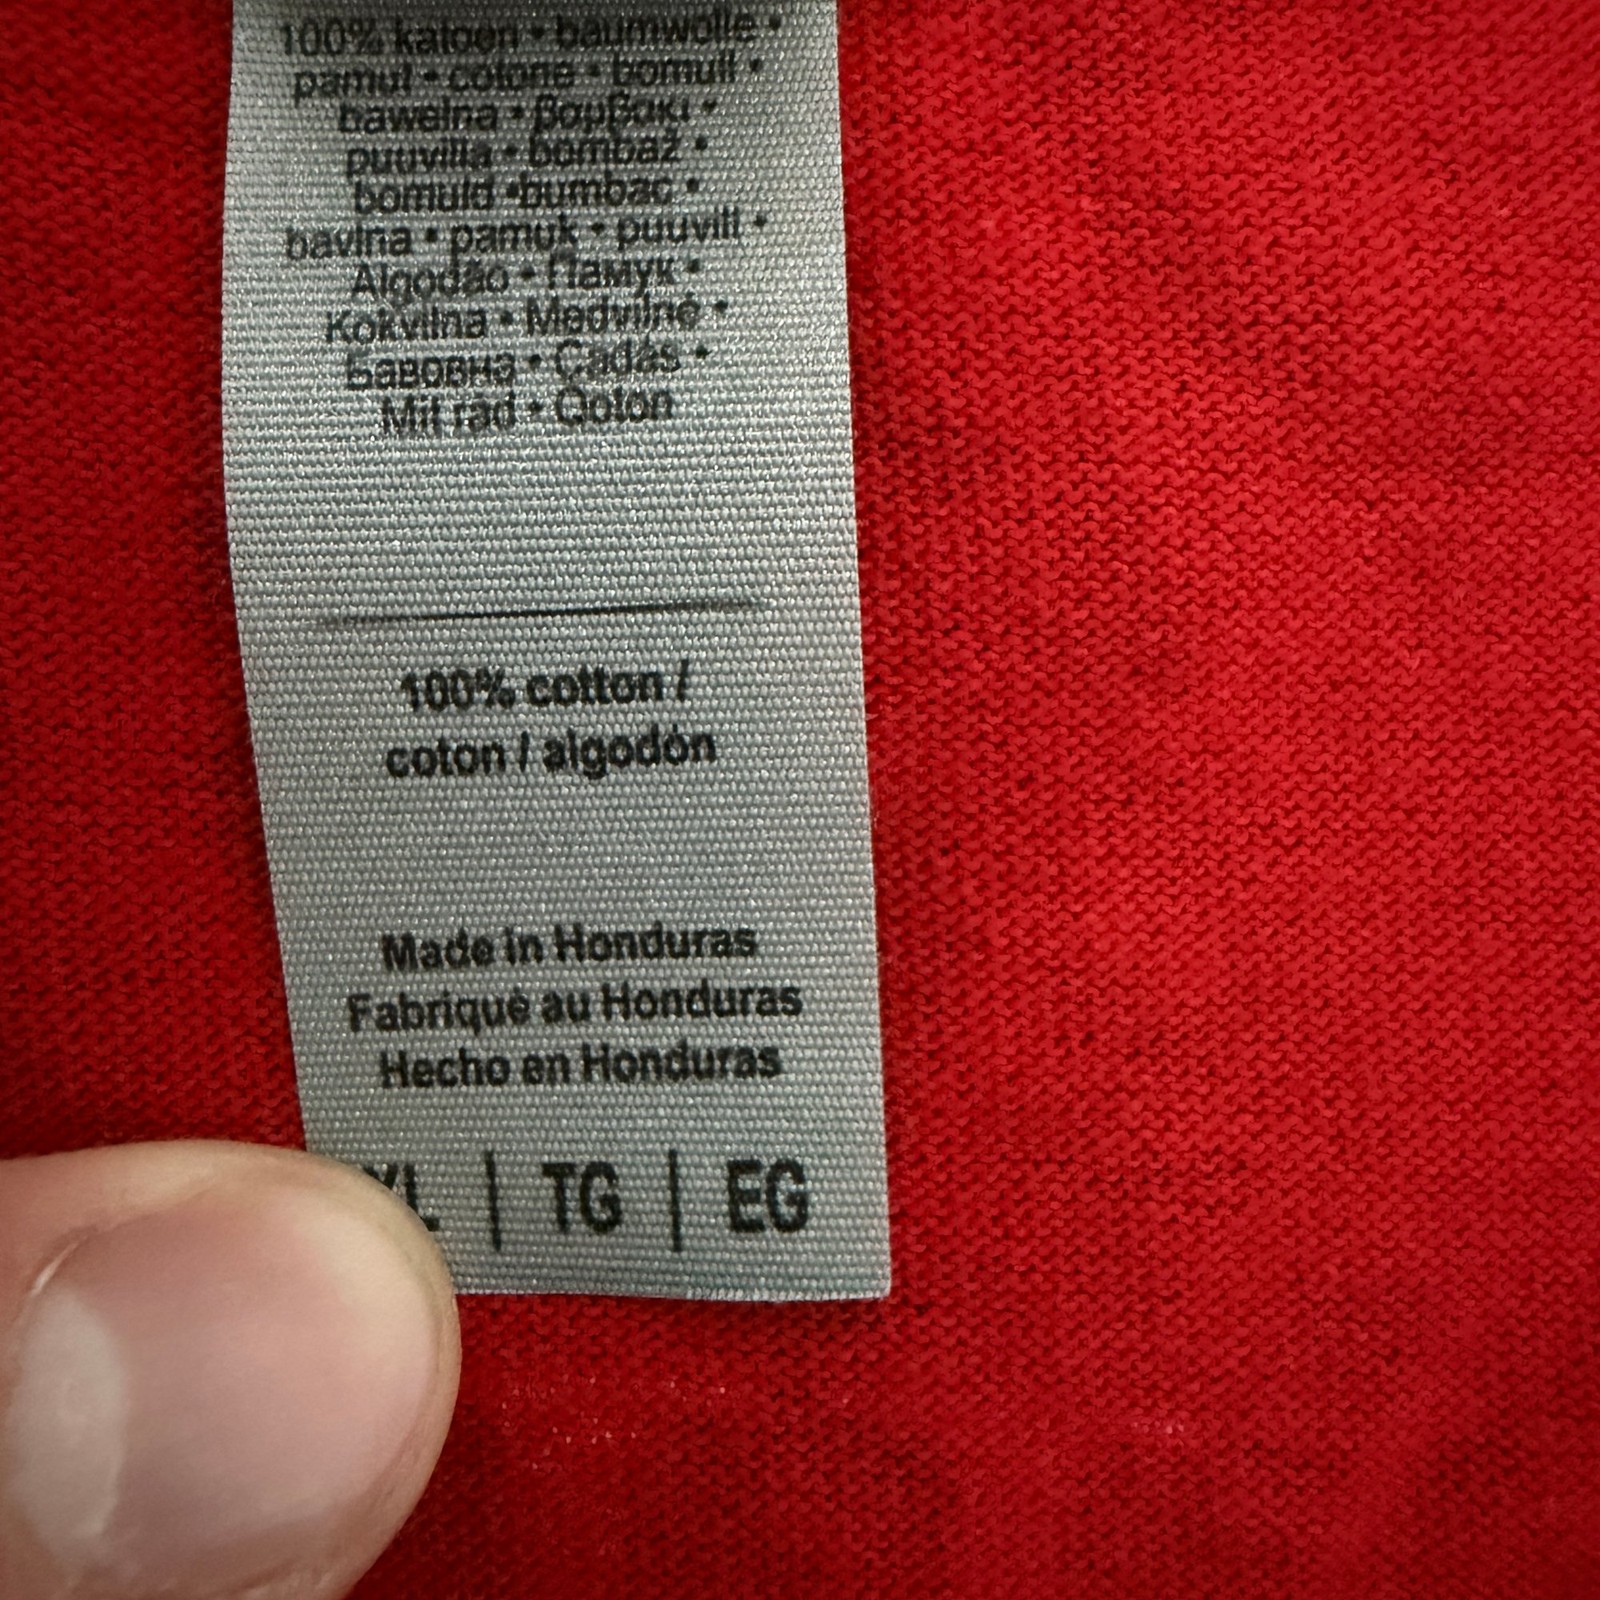 100% katoen • baumwolle •
pamut • cotone • bomull •
bawełna • βαμβάκι •
puuvilla • bombaž •
bomuld •bumbac •
bavlna • pamuk • puuvill •
Algodão • Памук •
Kokvilna • Medvilnė •
Бавовна • Cadás •
Mit rad • Qoton
100% cotton /
coton / algodón
Made in Honduras
Fabriqué au Honduras
Hecho en Honduras
XL | TG | EG